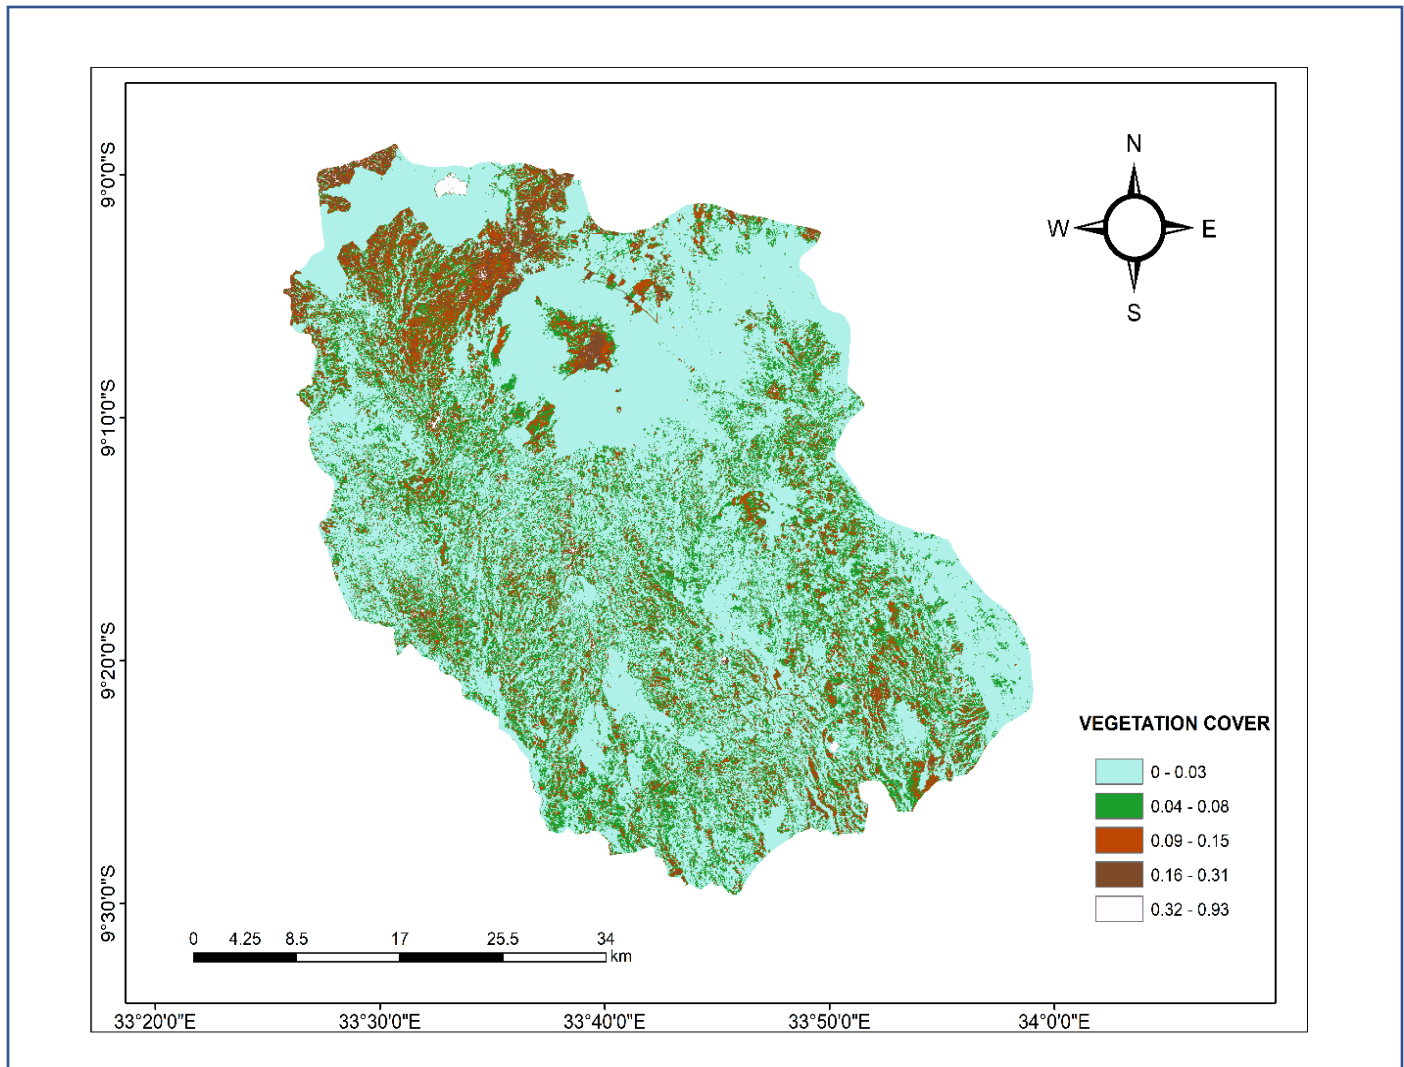 N
W E
S
9°0'0"S
9°10'0"S
9°20'0"S
9°30'0"S
VEGETATION COVER
0 - 0.03
0.04 - 0.08
0.09 - 0.15
0.16 - 0.31
0.32 - 0.93
0 4.25 8.5 17 25.5 34
km
33°20'0"E 33°30'0"E 33°40'0"E 33°50'0"E 34°0'0"E